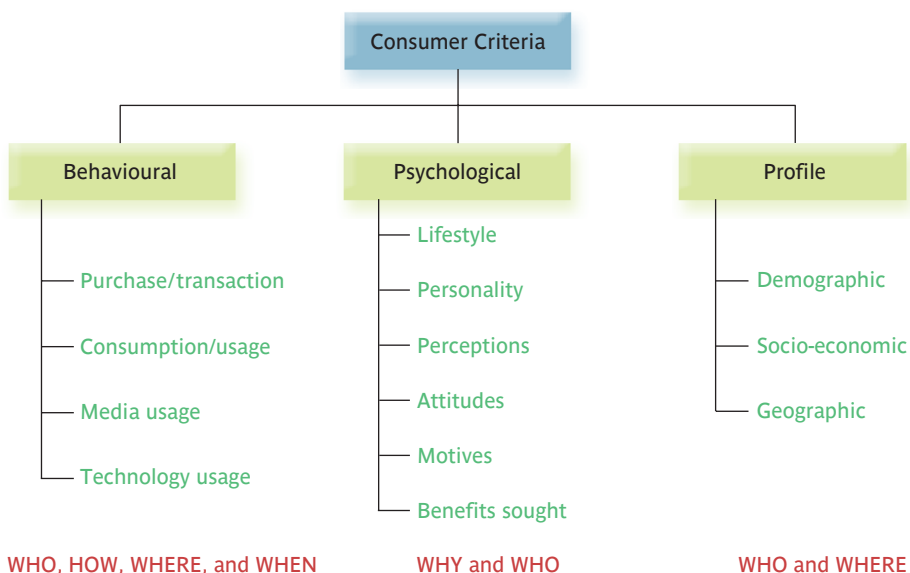 Consumer Criteria
Behavioural
Purchase/transaction
Consumption/usage
Media usage
Technology usage
WHO, HOW, WHERE, and WHEN
Psychological
Lifestyle
Personality
Perceptions
Attitudes
Motives
Benefits sought
WHY and WHO
Profile
Demographic
Socio-economic
Geographic
WHO and WHERE